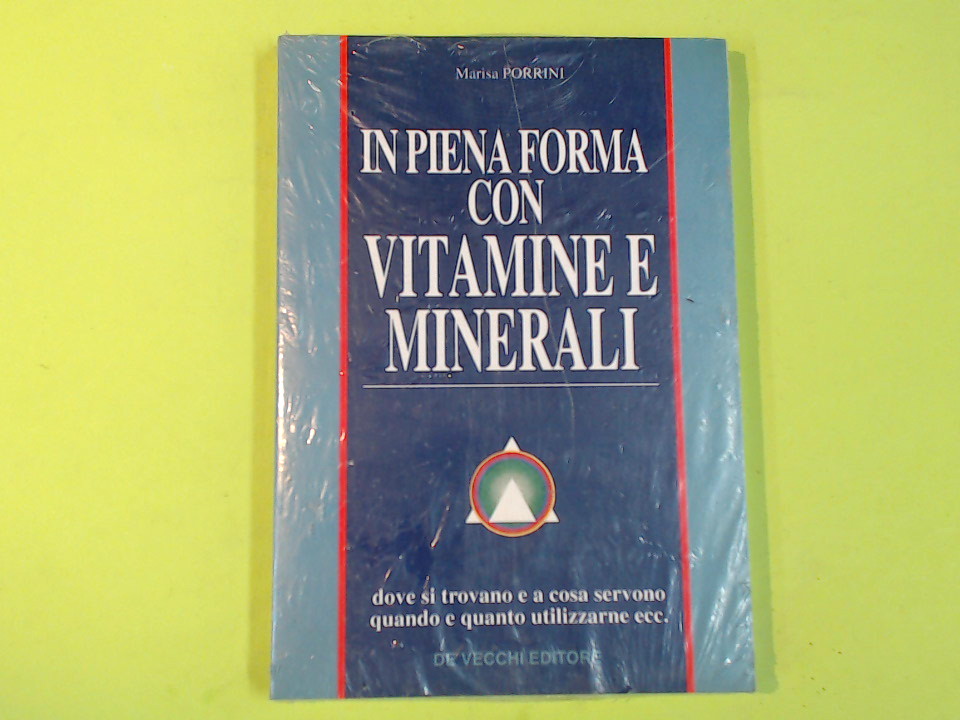 Marisa PORRINI
IN PIENA FORMA
CON
VITAMINE E
MINERALI
dove si trovano e a cosa servono
quando e quanto utilizzarne ecc.
DE VECCHI EDITORE